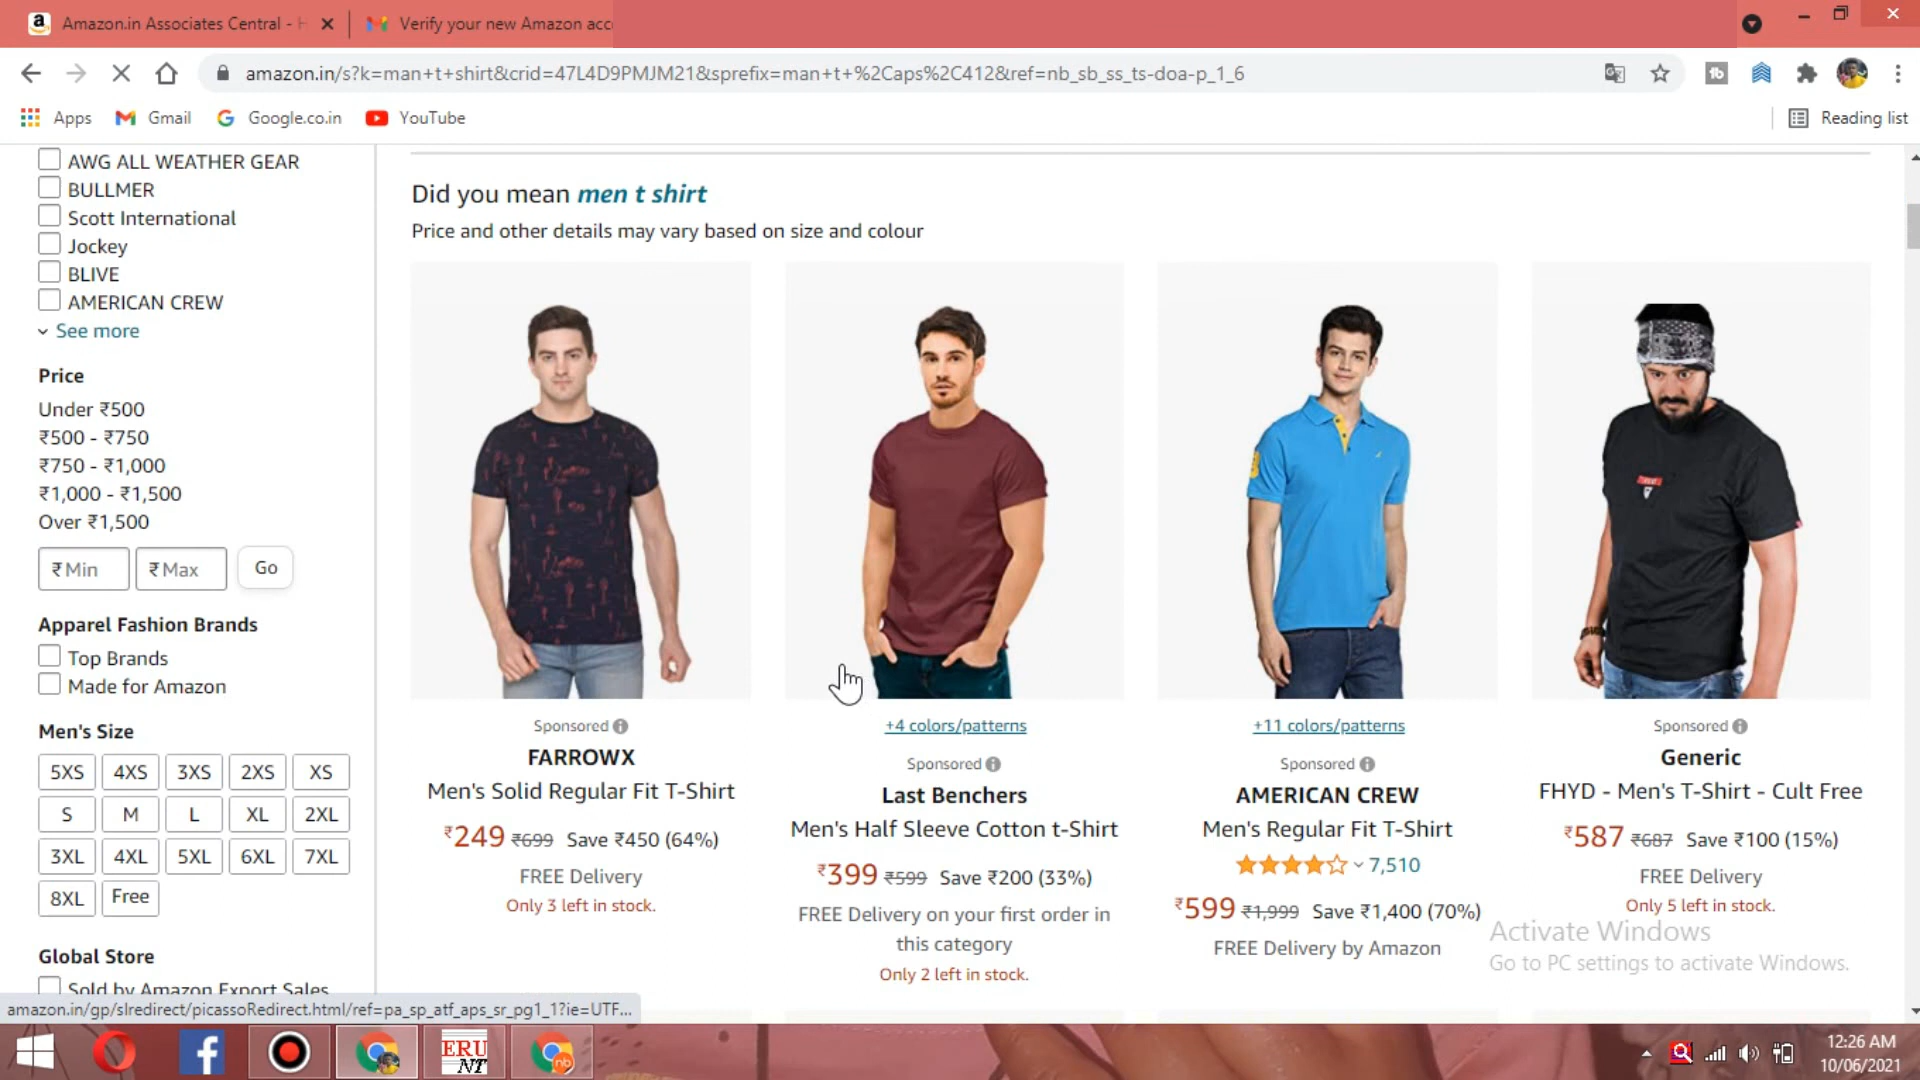 Amazon.in Associates Central - H
Verify your new Amazon acc
amazon.in/s?k=man+t+shirt&crid=47L4D9PMJM21&sprefix=man+t+%2Caps%2C412&ref=nb_sb_ss_ts-doa-p_1_6
Apps
Gmail
Google.co.in
YouTube
Reading list
AWG ALL WEATHER GEAR
BULLMER
Scott International
Jockey
BLIVE
AMERICAN CREW
See more
Price
Under ₹500
₹500 - ₹750
₹750 - ₹1,000
₹1,000 - ₹1,500
Over ₹1,500
₹ Min ₹ Max Go
Apparel Fashion Brands
Top Brands
Made for Amazon
Men's Size
5XS 4XS 3XS 2XS XS
S M L XL 2XL
3XL 4XL 5XL 6XL 7XL
8XL Free
Global Store
Sold by Amazon Export Sales
Did you mean men t shirt
Price and other details may vary based on size and colour
Sponsored
FARROWX
Men's Solid Regular Fit T-Shirt
₹249 ₹699 Save ₹450 (64%)
FREE Delivery
Only 3 left in stock.
+4 colors/patterns
Sponsored
Last Benchers
Men's Half Sleeve Cotton t-Shirt
₹399 ₹599 Save ₹200 (33%)
FREE Delivery on your first order in
this category
Only 2 left in stock.
+11 colors/patterns
Sponsored
AMERICAN CREW
Men's Regular Fit T-Shirt
7,510
₹599 ₹1,999 Save ₹1,400 (70%)
FREE Delivery by Amazon
Sponsored
Generic
FHYD - Men's T-Shirt - Cult Free
₹587 ₹687 Save ₹100 (15%)
FREE Delivery
Only 5 left in stock.
Activate Windows
Go to PC settings to activate Windows.
amazon.in/gp/slredirect/picassoRedirect.html/ref=pa_sp_atf_aps_sr_pg1_1?ie=UTF...
ERU
NT
12:26 AM
10/06/2021